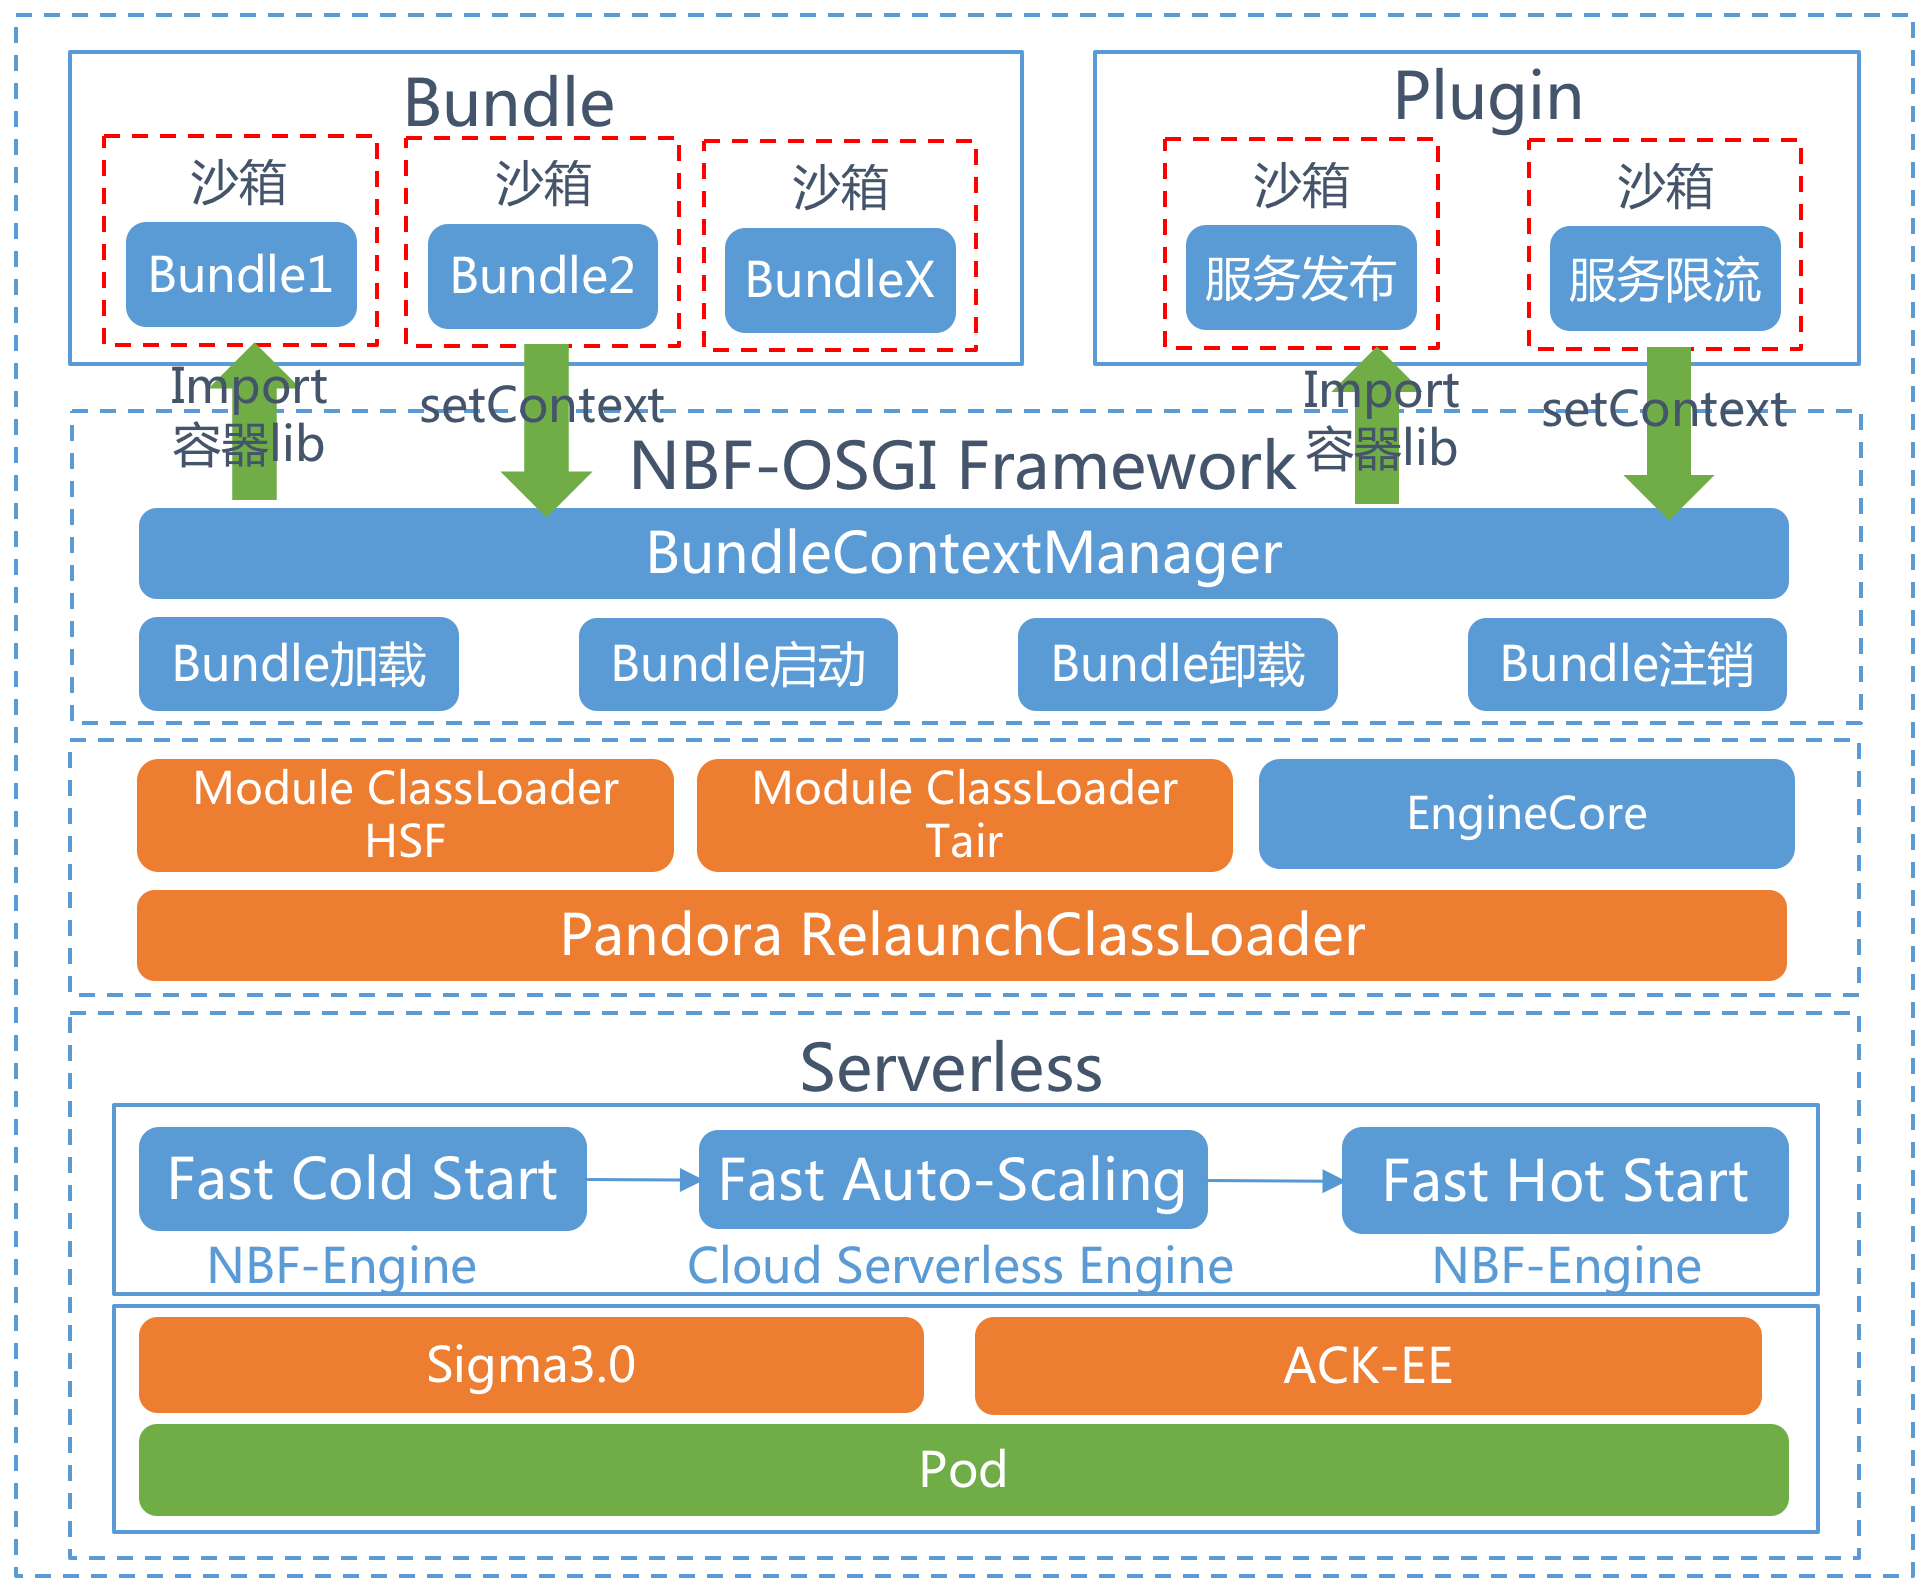 Bundle
沙箱
Bundle1
沙箱
Bundle2
沙箱
BundleX
Plugin
沙箱
服务发布
沙箱
服务限流
Import
容器lib
setContext
Import
容器lib
setContext
NBF-OSGI Framework
BundleContextManager
Bundle加载
Bundle启动
Bundle卸载
Bundle注销
Module ClassLoader
HSF
Module ClassLoader
Tair
EngineCore
Pandora RelaunchClassLoader
Serverless
Fast Cold Start
Fast Auto-Scaling
Fast Hot Start
NBF-Engine
Cloud Serverless Engine
NBF-Engine
Sigma3.0
ACK-EE
Pod